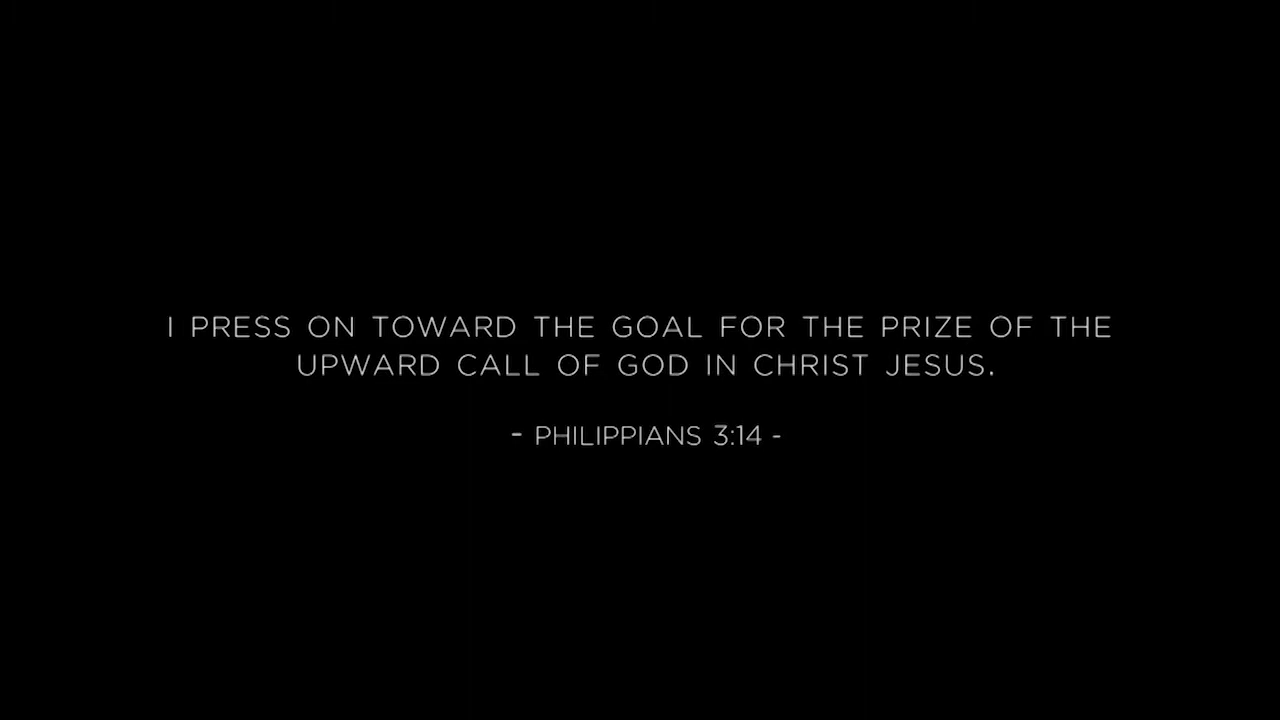 I PRESS ON TOWARD THE GOAL FOR THE PRIZE OF THE
UPWARD CALL OF GOD IN CHRIST JESUS.
- PHILIPPIANS 3:14 -